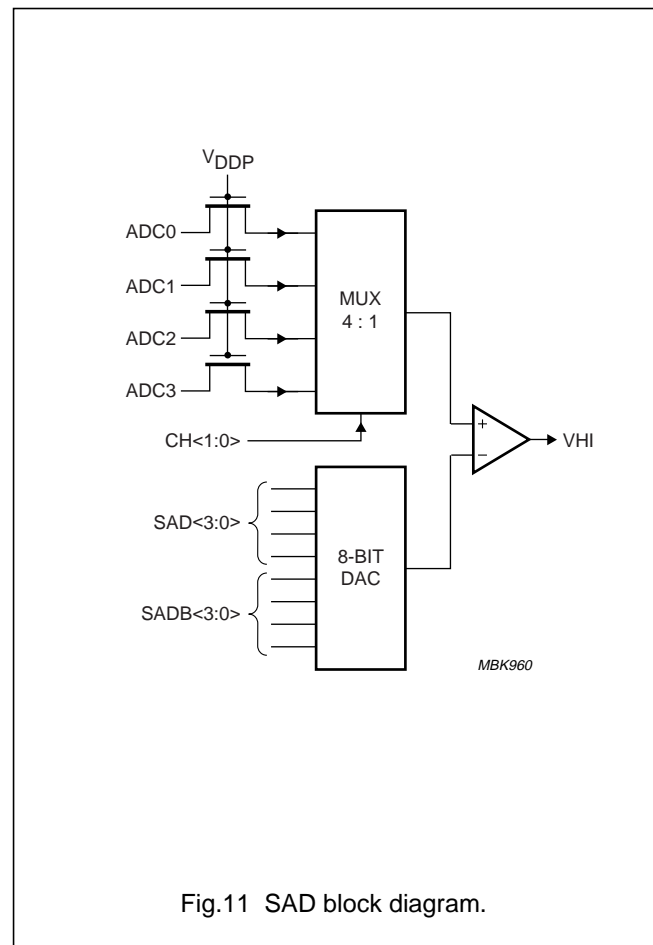 VDDP
ADC0
ADC1
ADC2
ADC3
MUX
4 : 1
CH<1:0>
+
−
VHI
SAD<3:0>
SADB<3:0>
8-BIT
DAC
MBK960
Fig.11 SAD block diagram.